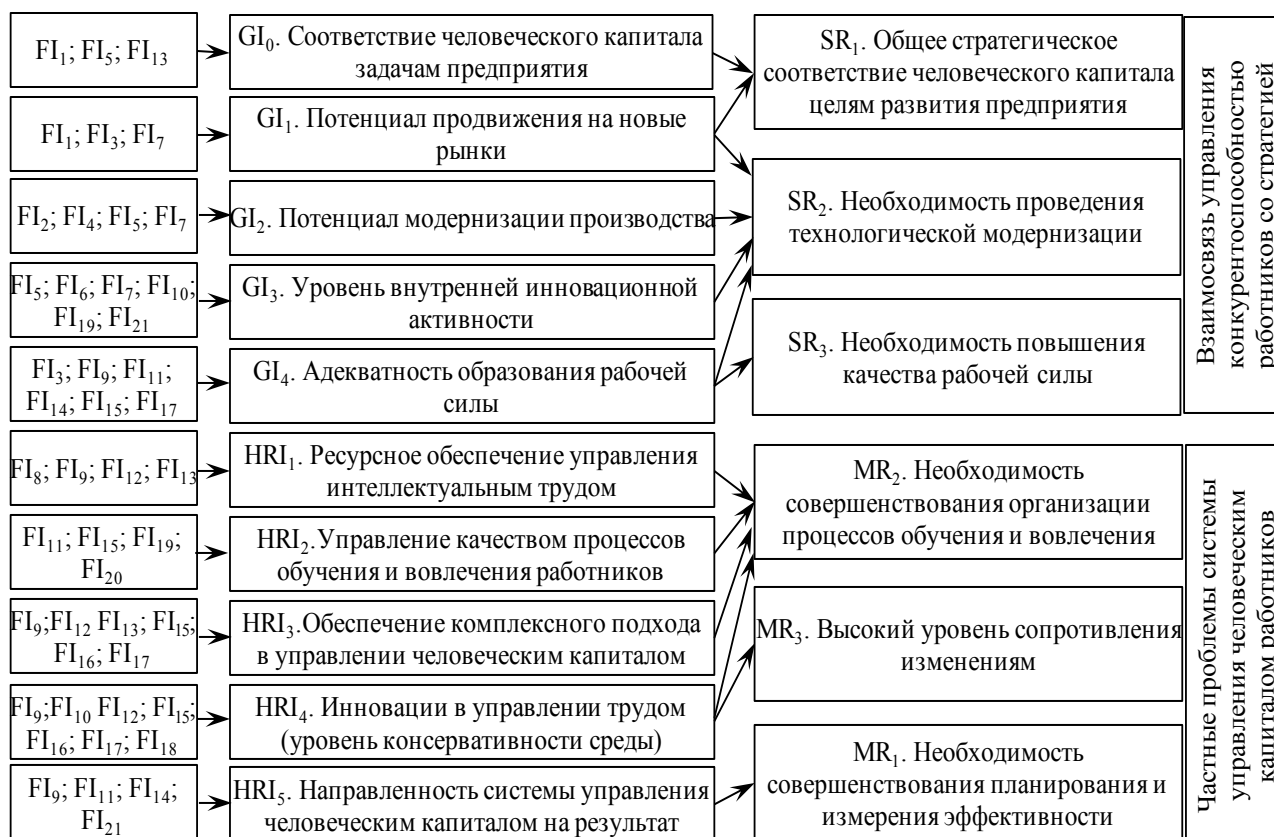 FI₁; FI₅; FI₁₃
GI₀. Соответствие человеческого капитала
задачам предприятия
SR₁. Общее стратегическое
соответствие человеческого капитала
целям развития предприятия
FI₁; FI₃; FI₇
GI₁. Потенциал продвижения на новые
рынки
FI₂; FI₄; FI₅; FI₇
GI₂. Потенциал модернизации производства
SR₂. Необходимость проведения
технологической модернизации
FI₅; FI₆; FI₇; FI₁₀;
FI₁₉; FI₂₁
GI₃. Уровень внутренней инновационной
активности
FI₃; FI₉; FI₁₁;
FI₁₄; FI₁₅; FI₁₇
GI₄. Адекватность образования рабочей
силы
SR₃. Необходимость повышения
качества рабочей силы
Взаимосвязь управления
конкурентоспособностью
работников со стратегией
FI₈; FI₉; FI₁₂; FI₁₃
HRI₁. Ресурсное обеспечение управления
интеллектуальным трудом
MR₂. Необходимость
совершенствования организации
процессов обучения и вовлечения
FI₁₁; FI₁₅; FI₁₉;
FI₂₀
HRI₂.Управление качеством процессов
обучения и вовлечения работников
FI₉;FI₁₂ FI₁₃; FI₁₅;
FI₁₆; FI₁₇
HRI₃.Обеспечение комплексного подхода
в управлении человеческим капиталом
MR₃. Высокий уровень сопротивления
изменениям
FI₉;FI₁₀ FI₁₂; FI₁₅;
FI₁₆; FI₁₇; FI₁₈
HRI₄. Инновации в управлении трудом
(уровень консервативности среды)
FI₉; FI₁₁; FI₁₄;
FI₂₁
HRI₅. Направленность системы управления
человеческим капиталом на результат
MR₁. Необходимость
совершенствования планирования и
измерения эффективности
Частные проблемы системы
управления человеческим
капиталом работников